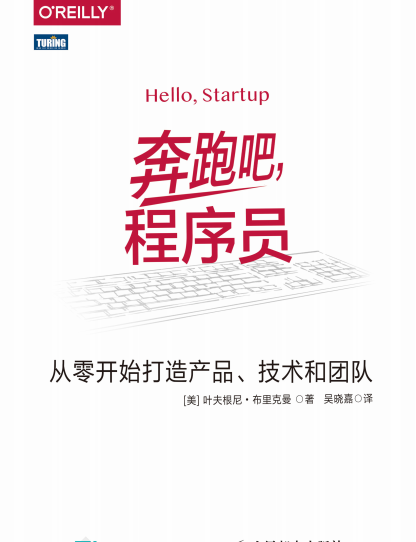 O'REILLY®
TURING
Hello, Startup
奔跑吧,
程序员
从零开始打造产品、技术和团队
[美] 叶夫根尼·布里克曼 ○著 吴晓嘉○译